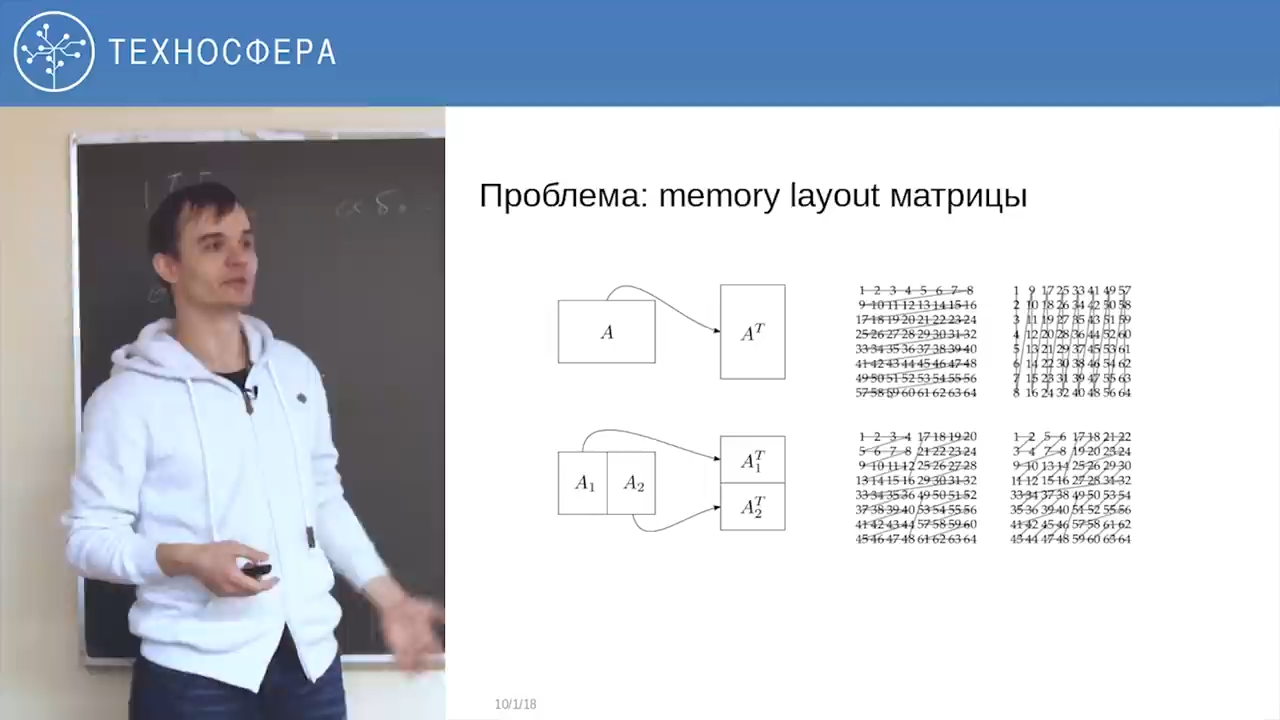 ТЕХНОСФЕРА
Проблема: memory layout матрицы
A
A^T
1 2 3 4 5 6 7 8
9 10 11 12 13 14 15 16
17 18 19 20 21 22 23 24
25 26 27 28 29 30 31 32
33 34 35 36 37 38 39 40
41 42 43 44 45 46 47 48
49 50 51 52 53 54 55 56
57 58 59 60 61 62 63 64
1 9 17 25 33 41 49 57
2 10 18 26 34 42 50 58
3 11 19 27 35 43 51 59
4 12 20 28 36 44 52 60
5 13 21 29 37 45 53 61
6 14 22 30 38 46 54 62
7 15 23 31 39 47 55 63
8 16 24 32 40 48 56 64
A_1
A_2
A_1^T
A_2^T
1 2 3 4 17 18 19 20
5 6 7 8 21 22 23 24
9 10 11 12 25 26 27 28
13 14 15 16 29 30 31 32
33 34 35 36 49 50 51 52
37 38 39 40 53 54 55 56
41 42 43 44 57 58 59 60
45 46 47 48 61 62 63 64
1 2 5 6 17 18 21 22
3 4 7 8 19 20 23 24
9 10 13 14 25 26 29 30
11 12 15 16 27 28 31 32
33 34 37 38 49 50 53 54
35 36 39 40 51 52 55 56
41 42 45 46 57 58 61 62
43 44 47 48 59 60 63 64
10/1/18